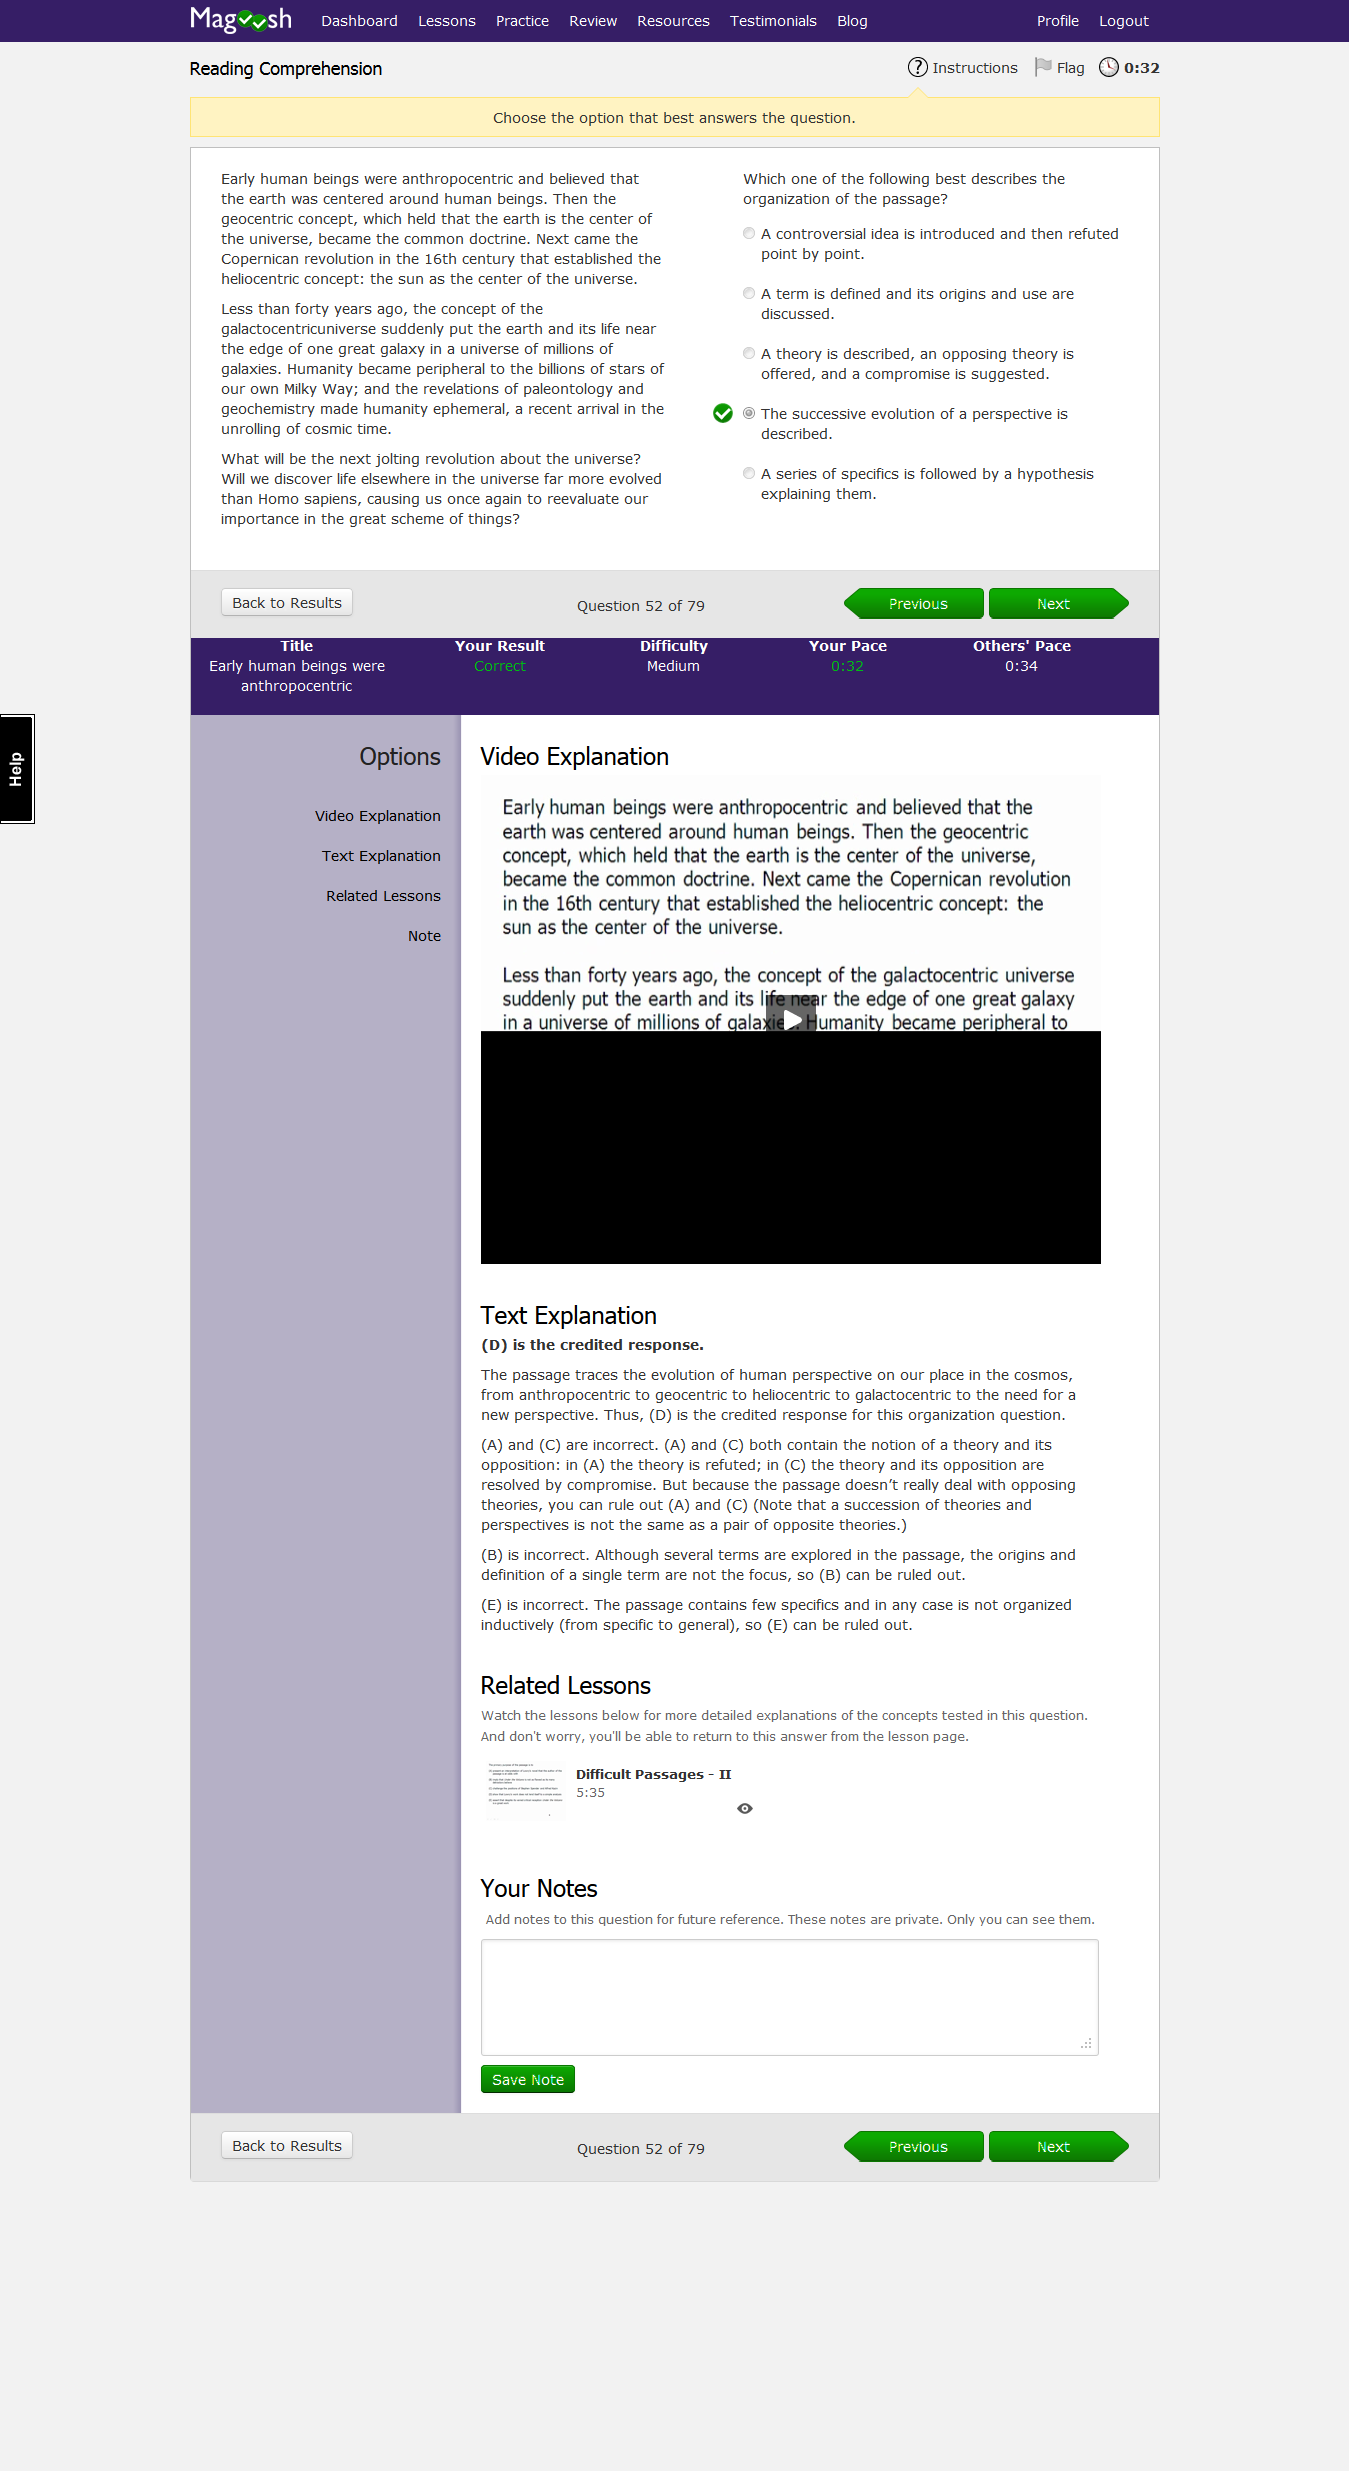 Magoosh Dashboard Lessons Practice Review Resources Testimonials Blog Profile Logout
Reading Comprehension
Instructions Flag 0:32
Choose the option that best answers the question.
Early human beings were anthropocentric and believed that
the earth was centered around human beings. Then the
geocentric concept, which held that the earth is the center of
the universe, became the common doctrine. Next came the
Copernican revolution in the 16th century that established the
heliocentric concept: the sun as the center of the universe.
Less than forty years ago, the concept of the
galactocentricuniverse suddenly put the earth and its life near
the edge of one great galaxy in a universe of millions of
galaxies. Humanity became peripheral to the billions of stars of
our own Milky Way; and the revelations of paleontology and
geochemistry made humanity ephemeral, a recent arrival in the
unrolling of cosmic time.
What will be the next jolting revolution about the universe?
Will we discover life elsewhere in the universe far more evolved
than Homo sapiens, causing us once again to reevaluate our
importance in the great scheme of things?
Which one of the following best describes the
organization of the passage?
A controversial idea is introduced and then refuted
point by point.
A term is defined and its origins and use are
discussed.
A theory is described, an opposing theory is
offered, and a compromise is suggested.
The successive evolution of a perspective is
described.
A series of specifics is followed by a hypothesis
explaining them.
Back to Results Question 52 of 79 Previous Next
Title Your Result Difficulty Your Pace Others' Pace
Early human beings were Correct Medium 0:32 0:34
anthropocentric
Help
Options
Video Explanation
Text Explanation
Related Lessons
Note
Video Explanation
Early human beings were anthropocentric and believed that the
earth was centered around human beings. Then the geocentric
concept, which held that the earth is the center of the universe,
became the common doctrine. Next came the Copernican revolution
in the 16th century that established the heliocentric concept: the
sun as the center of the universe.
Less than forty years ago, the concept of the galactocentric universe
suddenly put the earth and its life near the edge of one great galaxy
in a universe of millions of galaxies. Humanity became peripheral to
Text Explanation
(D) is the credited response.
The passage traces the evolution of human perspective on our place in the cosmos,
from anthropocentric to geocentric to heliocentric to galactocentric to the need for a
new perspective. Thus, (D) is the credited response for this organization question.
(A) and (C) are incorrect. (A) and (C) both contain the notion of a theory and its
opposition: in (A) the theory is refuted; in (C) the theory and its opposition are
resolved by compromise. But because the passage doesn’t really deal with opposing
theories, you can rule out (A) and (C) (Note that a succession of theories and
perspectives is not the same as a pair of opposite theories.)
(B) is incorrect. Although several terms are explored in the passage, the origins and
definition of a single term are not the focus, so (B) can be ruled out.
(E) is incorrect. The passage contains few specifics and in any case is not organized
inductively (from specific to general), so (E) can be ruled out.
Related Lessons
Watch the lessons below for more detailed explanations of the concepts tested in this question.
And don't worry, you'll be able to return to this answer from the lesson page.
Difficult Passages - II
5:35
Your Notes
Add notes to this question for future reference. These notes are private. Only you can see them.
Save Note
Back to Results Question 52 of 79 Previous Next